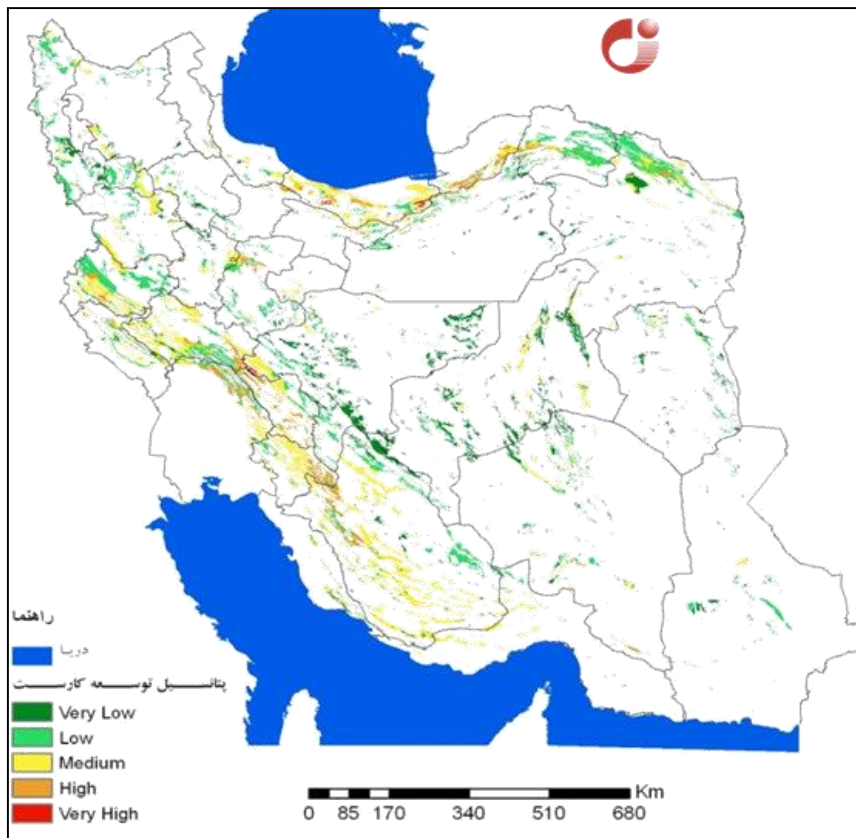 راهنما
دریا
پتانسیل توسعه کارست
Very Low
Low
Medium
High
Very High
Km
0 85 170 340 510 680